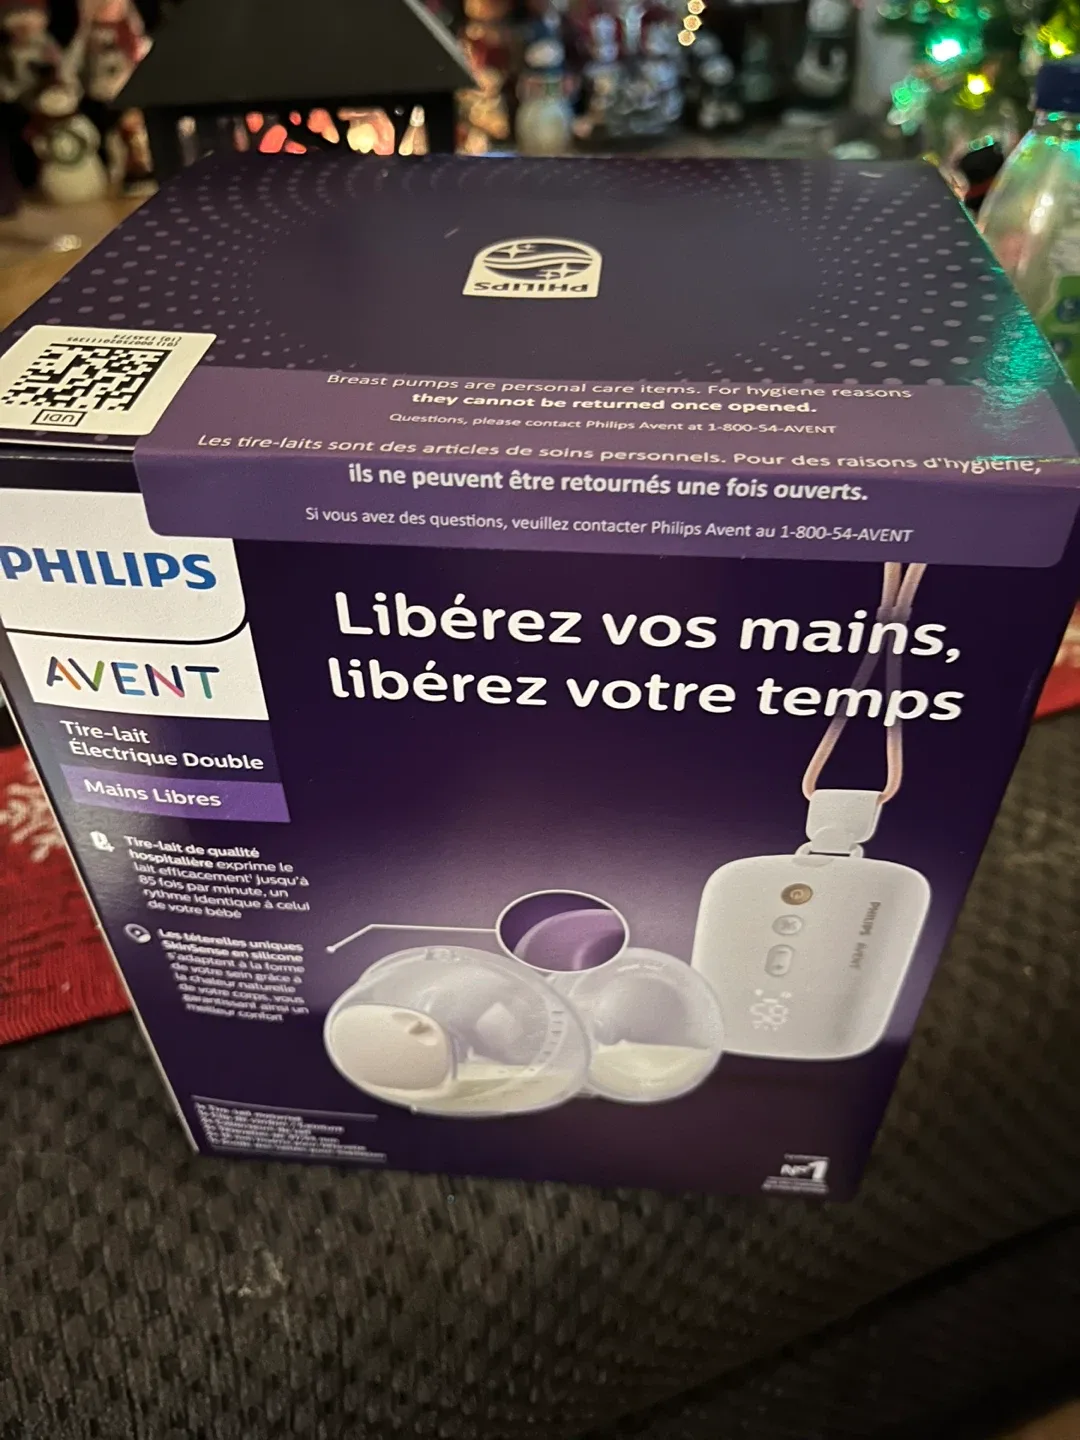 PHILIPS
UDI
Breast pumps are personal care items. For hygiene reasons
they cannot be returned once opened.
Questions, please contact Philips Avent at 1-800-54-AVENT
Les tire-laits sont des articles de soins personnels. Pour des raisons d'hygiène,
ils ne peuvent être retournés une fois ouverts.
Si vous avez des questions, veuillez contacter Philips Avent au 1-800-54-AVENT
PHILIPS
AVENT
Tire-lait
Électrique Double
Mains Libres
Libérez vos mains,
libérez votre temps
Tire-lait de qualité
hospitalière exprime le
lait efficacement¹ jusqu'à
85 fois par minute, un
rythme identique à celui
de votre bébé
Les téterelles uniques
SkinSense en silicone
s'adaptent à la forme
de votre sein grâce à
la chaleur naturelle
de votre corps, vous
garantissant ainsi un
meilleur confort
PHILIPS AVENT
N°1